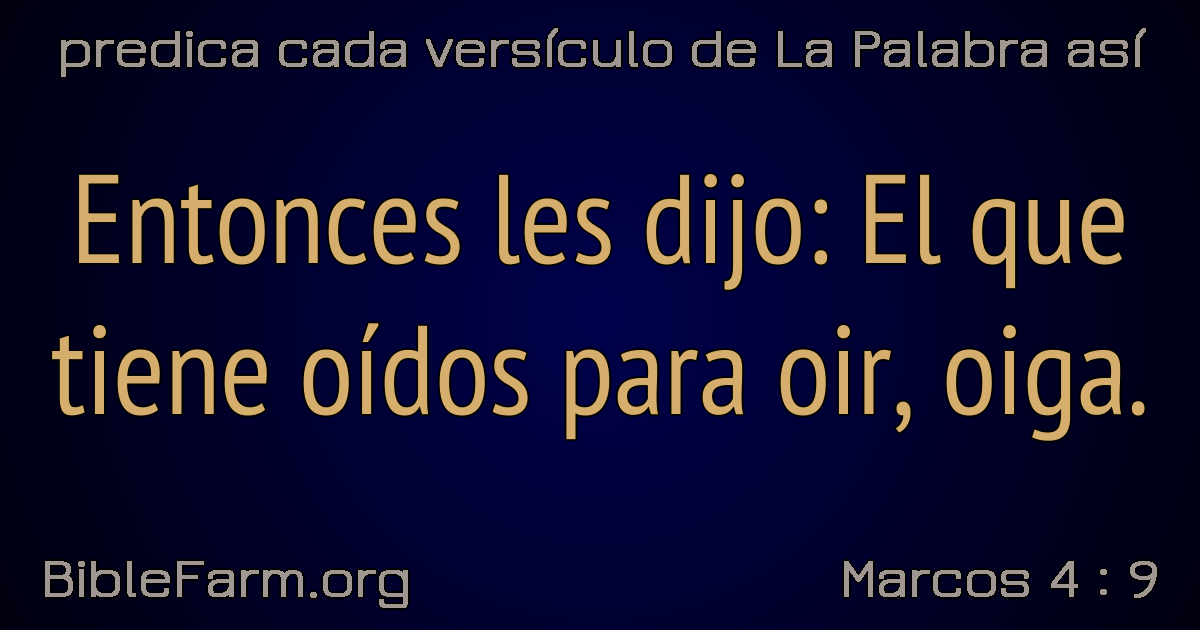 predica cada versículo de La Palabra así
Entonces les dijo: El que
tiene oídos para oir, oiga.
BibleFarm.org
Marcos 4 : 9